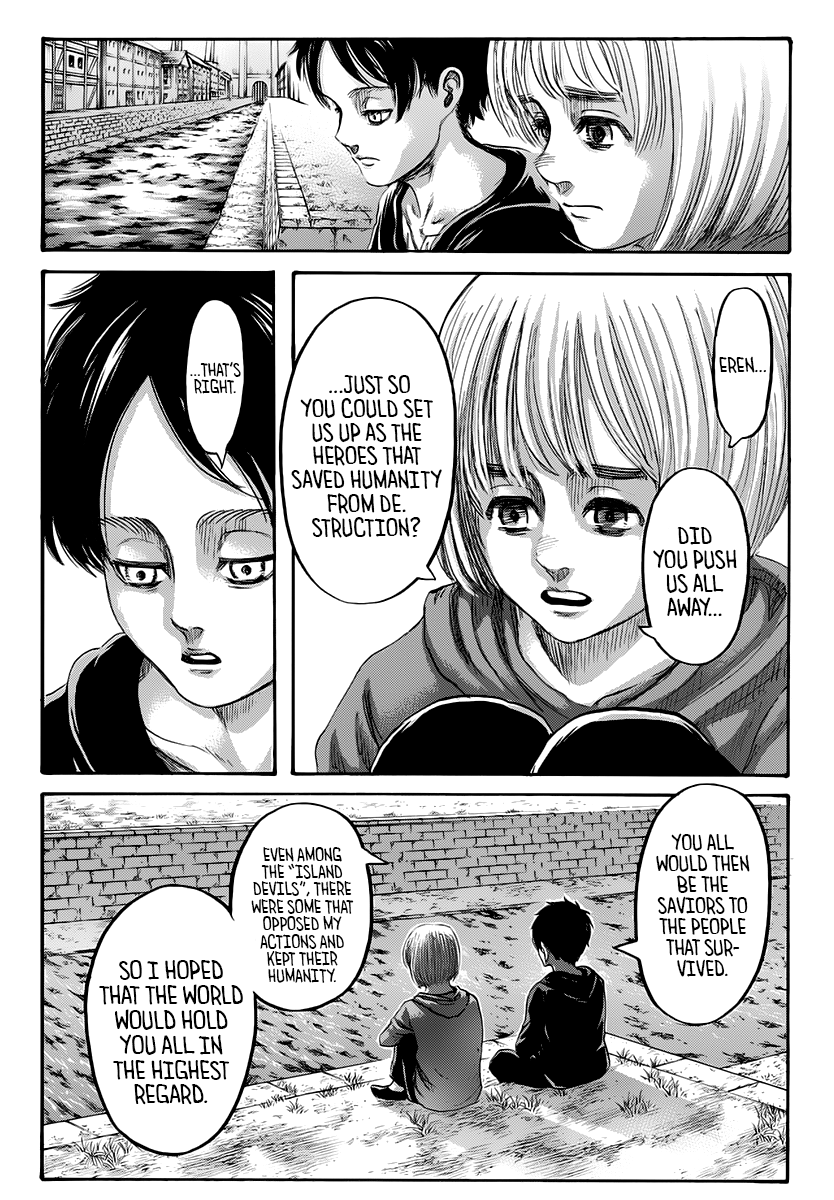 EREN...
DID
YOU PUSH
US ALL
AWAY...
...JUST SO
YOU COULD SET
US UP AS THE
HEROES THAT
SAVED HUMANITY
FROM DE.
STRUCTION?
...THAT'S
RIGHT.
YOU ALL
WOULD THEN
BE THE
SAVIORS TO
THE PEOPLE
THAT SUR-
VIVED.
EVEN AMONG
THE "ISLAND
DEVILS", THERE
WERE SOME THAT
OPPOSED MY
ACTIONS AND
KEPT THEIR
HUMANITY.
SO I HOPED
THAT THE WORLD
WOULD HOLD
YOU ALL IN
THE HIGHEST
REGARD.